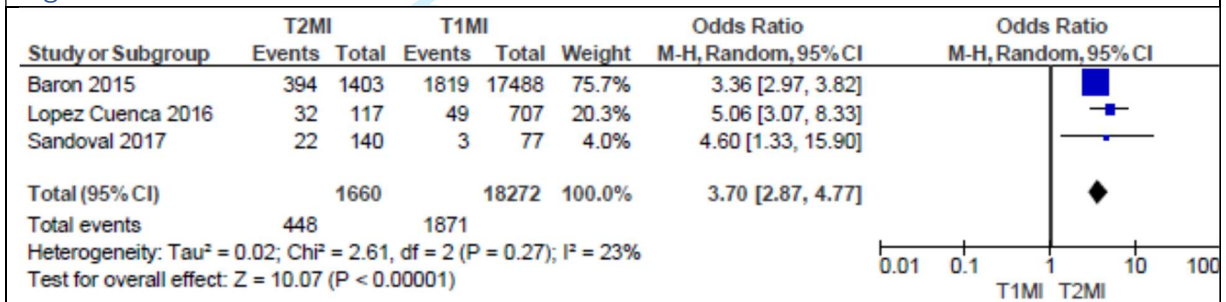 T2MI T1MI Odds Ratio Odds Ratio
Study or Subgroup Events Total Events Total Weight M-H, Random, 95% CI M-H, Random, 95% CI
Baron 2015 394 1403 1819 17488 75.7% 3.36 [2.97, 3.82]
Lopez Cuenca 2016 32 117 49 707 20.3% 5.06 [3.07, 8.33]
Sandoval 2017 22 140 3 77 4.0% 4.60 [1.33, 15.90]
Total (95% CI) 1660 18272 100.0% 3.70 [2.87, 4.77]
Total events 448 1871
Heterogeneity: Tau² = 0.02; Chi² = 2.61, df = 2 (P = 0.27); I² = 23%
Test for overall effect: Z = 10.07 (P < 0.00001)
0.01 0.1 1 10 100
T1MI T2MI